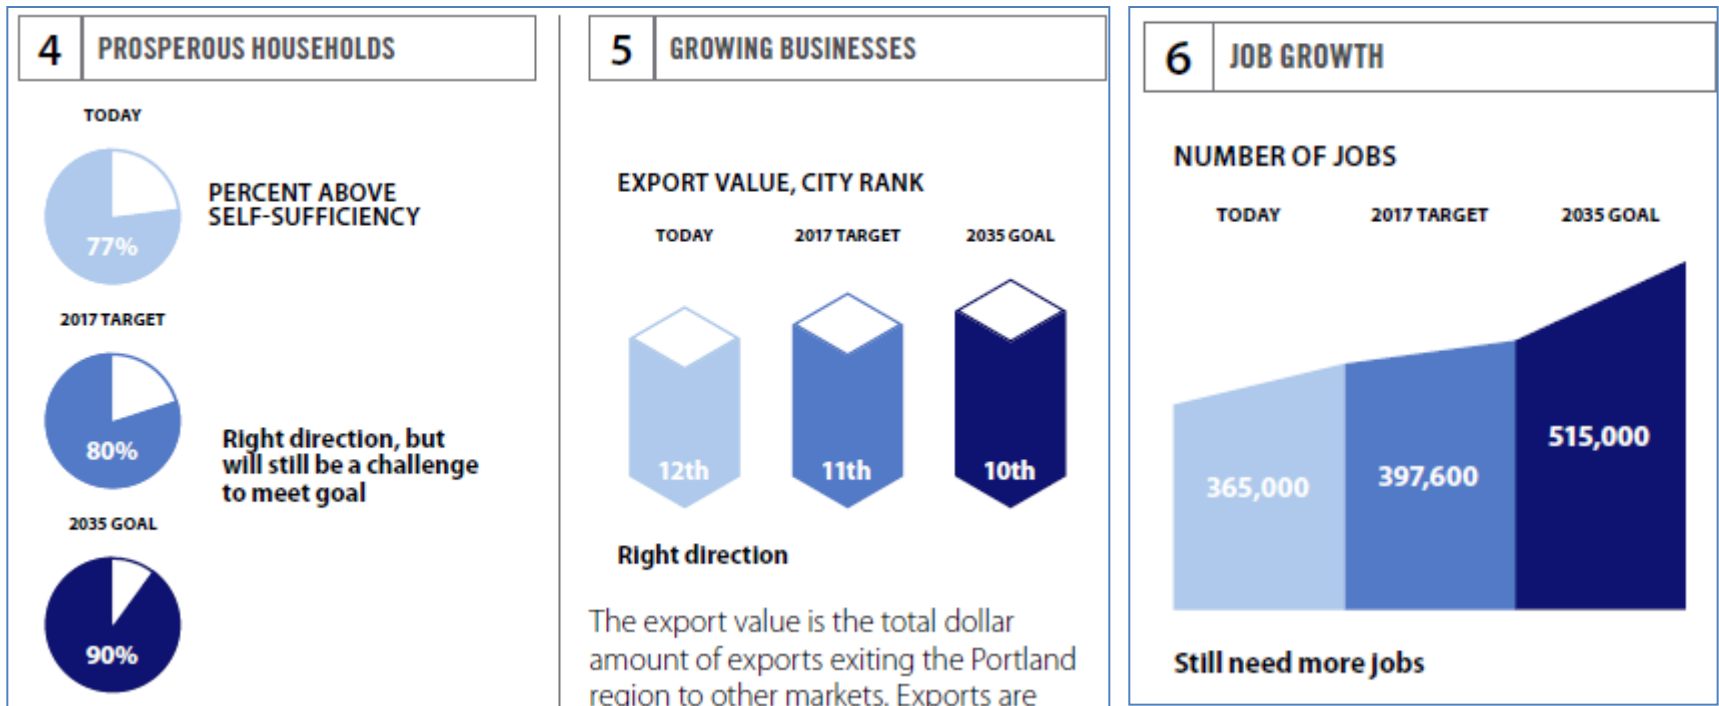 4 PROSPEROUS HOUSEHOLDS
TODAY
77%
PERCENT ABOVE
SELF-SUFFICIENCY
2017 TARGET
80%
Right direction, but
will still be a challenge
to meet goal
2035 GOAL
90%
5 GROWING BUSINESSES
EXPORT VALUE, CITY RANK
TODAY 2017 TARGET 2035 GOAL
12th 11th 10th
Right direction
The export value is the total dollar
amount of exports exiting the Portland
region to other markets. Exports are
6 JOB GROWTH
NUMBER OF JOBS
TODAY 2017 TARGET 2035 GOAL
365,000 397,600 515,000
Still need more jobs